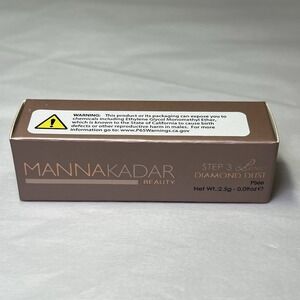 WARNING: This product or its packaging can expose you to
chemicals including Ethylene Glycol Monomethyl Ether,
which is known to the State of California to cause birth
defects or other reproductive harm in males. For more
information go to: www.P65Warnings.ca.gov
MANNAKADAR
BEAUTY
STEP 3
DIAMOND DUST
Net Wt. 2.5g - 0.09oz